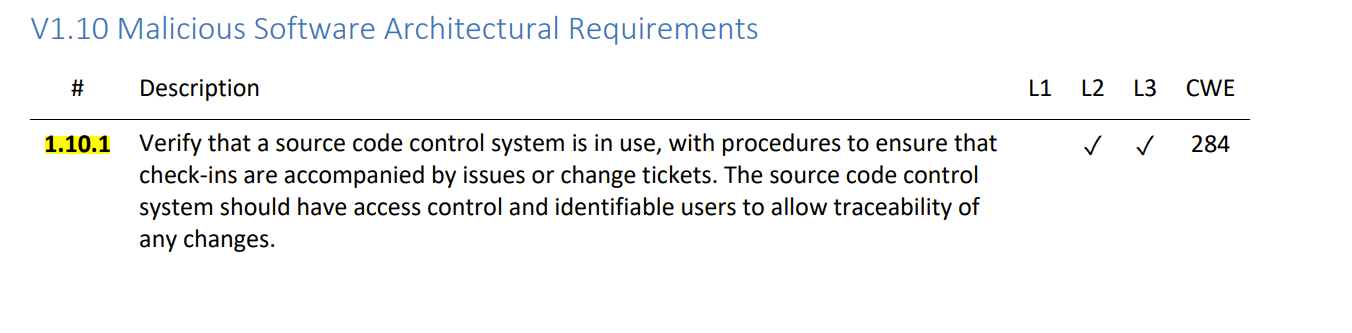 V1.10 Malicious Software Architectural Requirements
# Description L1 L2 L3 CWE
1.10.1 Verify that a source code control system is in use, with procedures to ensure that ✓ ✓ 284
check-ins are accompanied by issues or change tickets. The source code control
system should have access control and identifiable users to allow traceability of
any changes.